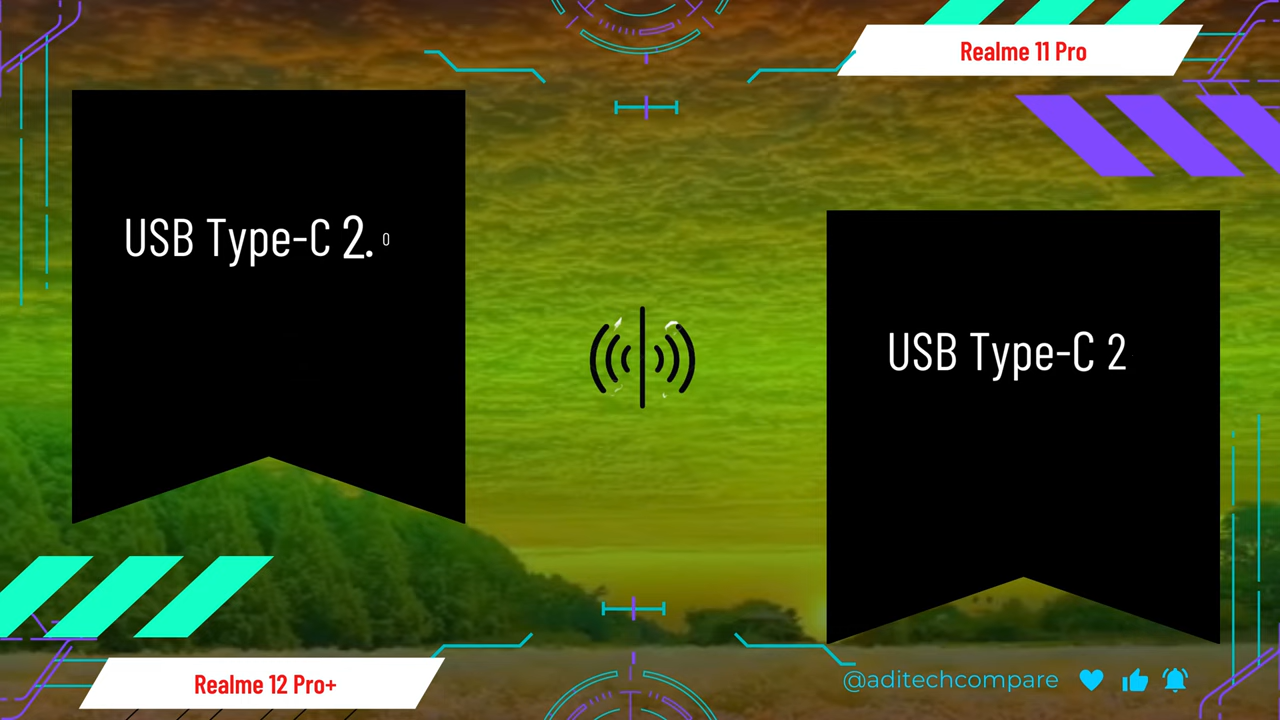 Realme 11 Pro
USB Type-C 2.0
USB Type-C 2
Realme 12 Pro+
@aditechcompare